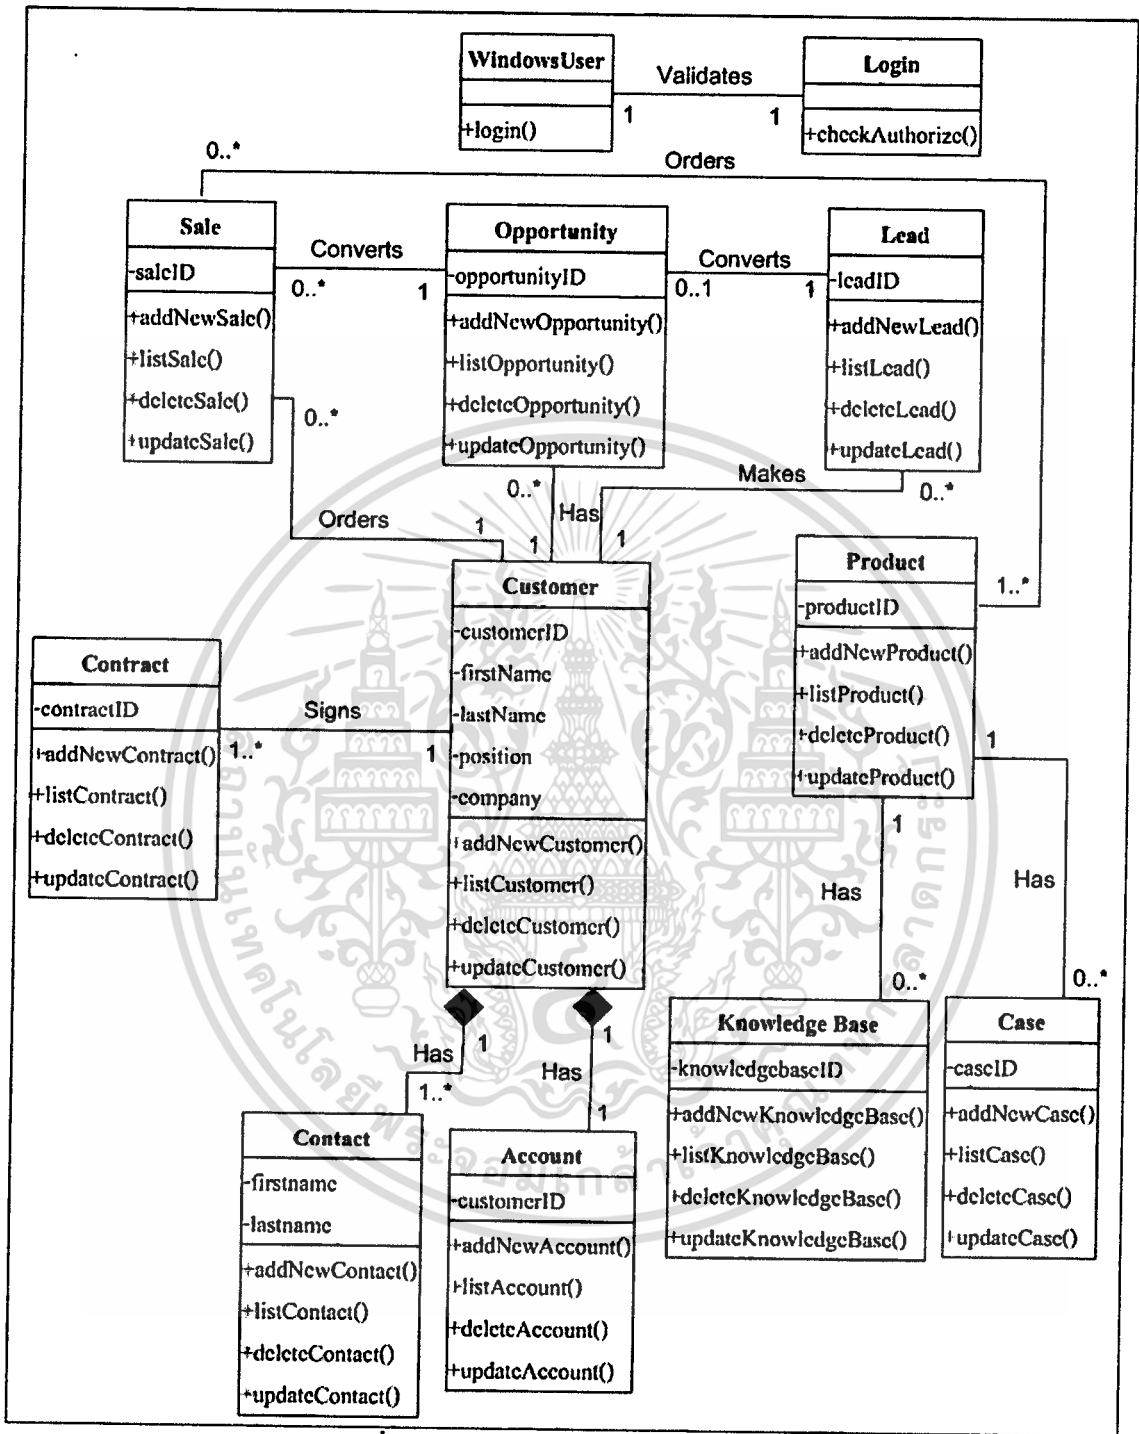 WindowsUser
+login()
Validates
1
1
Login
+checkAuthorize()
0..*
Orders
Sale
-saleID
+addNewSale()
+listSale()
+deleteSale()
+updateSale()
Converts
0..*
1
Opportunity
-opportunityID
+addNewOpportunity()
+listOpportunity()
+deleteOpportunity()
+updateOpportunity()
Converts
0..1
1
Lead
-leadID
+addNewLead()
+listLead()
+deleteLead()
+updateLead()
0..*
Orders
1
0..*
Has
1
Makes
0..*
1
Customer
-customerID
-firstName
-lastName
-position
-company
+addNewCustomer()
+listCustomer()
+deleteCustomer()
+updateCustomer()
Product
-productID
+addNewProduct()
+listProduct()
+deleteProduct()
+updateProduct()
1..*
1
1
Contract
-contractID
+addNewContract()
+listContract()
+deleteContract()
+updateContract()
Signs
1..*
1
Has
0..*
Has
0..*
Has
1
1..*
Has
1
1
Knowledge Base
-knowledgebaseID
+addNewKnowledgeBase()
+listKnowledgeBase()
+deleteKnowledgeBase()
+updateKnowledgeBase()
Case
-caseID
+addNewCase()
+listCase()
+deleteCase()
+updateCase()
Contact
-firstname
-lastname
+addNewContact()
+listContact()
+deleteContact()
+updateContact()
Account
-customerID
+addNewAccount()
+listAccount()
+deleteAccount()
+updateAccount()